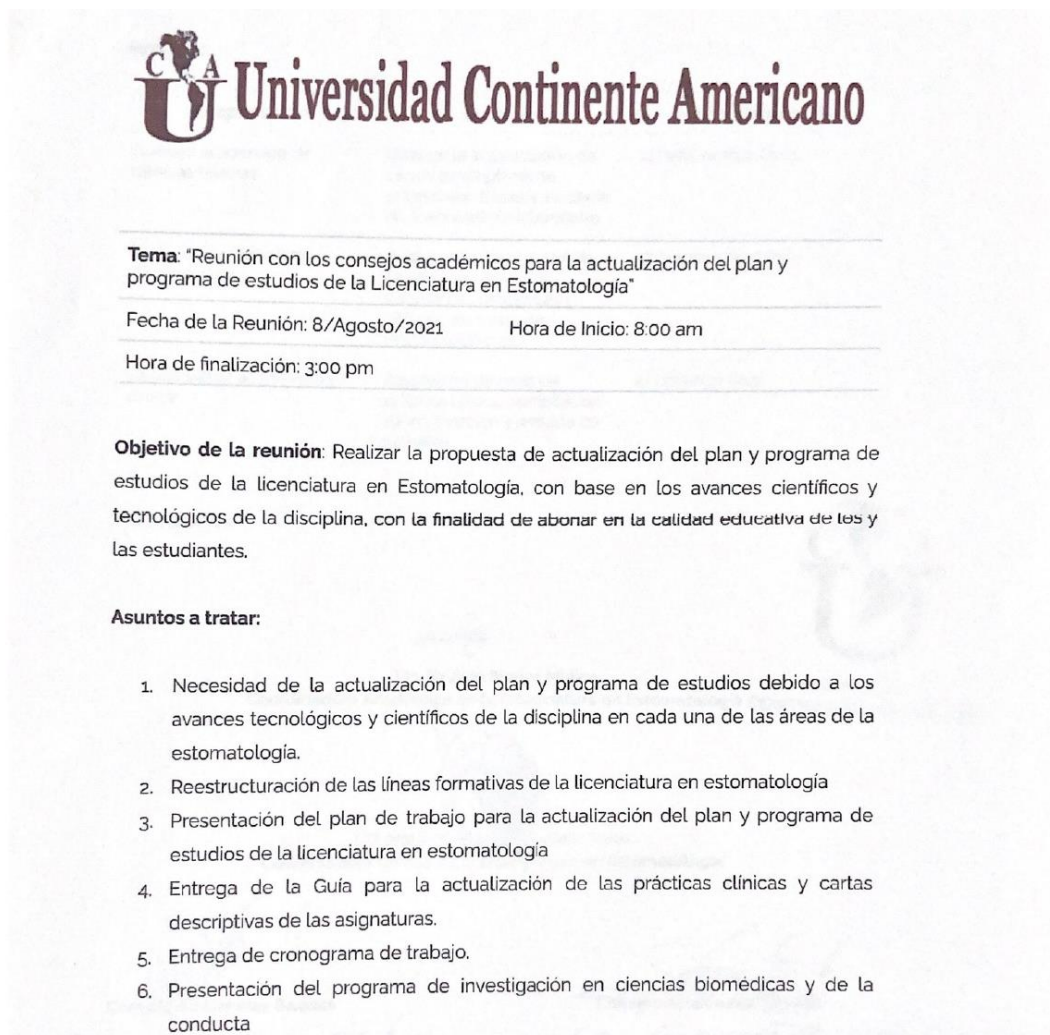 C A
U Universidad Continente Americano
Tema: "Reunión con los consejos académicos para la actualización del plan y
programa de estudios de la Licenciatura en Estomatología"
Fecha de la Reunión: 8/Agosto/2021 Hora de Inicio: 8:00 am
Hora de finalización: 3:00 pm
Objetivo de la reunión: Realizar la propuesta de actualización del plan y programa de
estudios de la licenciatura en Estomatología, con base en los avances científicos y
tecnológicos de la disciplina, con la finalidad de abonar en la calidad educativa de los y
las estudiantes.
Asuntos a tratar:
1. Necesidad de la actualización del plan y programa de estudios debido a los
avances tecnológicos y científicos de la disciplina en cada una de las áreas de la
estomatología.
2. Reestructuración de las líneas formativas de la licenciatura en estomatología
3. Presentación del plan de trabajo para la actualización del plan y programa de
estudios de la licenciatura en estomatología
4. Entrega de la Guía para la actualización de las prácticas clínicas y cartas
descriptivas de las asignaturas.
5. Entrega de cronograma de trabajo.
6. Presentación del programa de investigación en ciencias biomédicas y de la
conducta